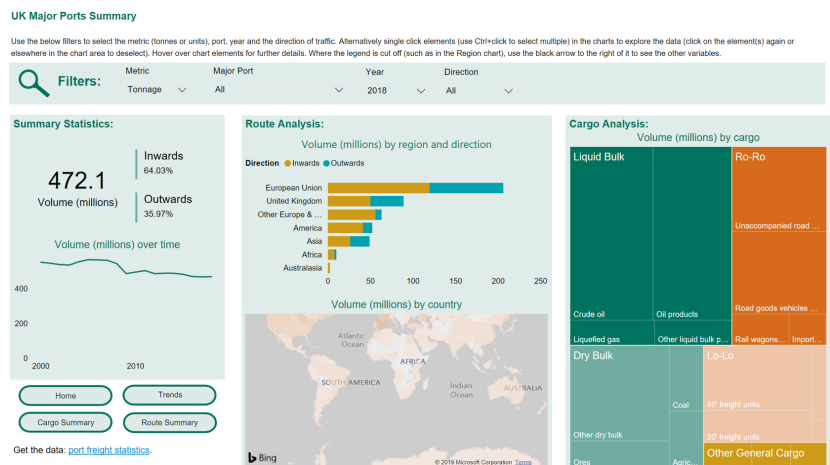 UK Major Ports Summary
Use the below filters to select the metric (tonnes or units), port, year and the direction of traffic. Alternatively single click elements (use Ctrl+click to select multiple) in the charts to explore the data (click on the element(s) again or
elsewhere in the chart area to deselect). Hover over chart elements for further details. Where the legend is cut off (such as in the Region chart), use the black arrow to the right of it to see the other variables.
Filters:
Metric
Tonnage
Major Port
All
Year
2018
Direction
All
Summary Statistics:
472.1
Volume (millions)
Inwards
64.03%
Outwards
35.97%
Volume (millions) over time
400
200
0
2000
2010
Home
Trends
Cargo Summary
Route Summary
Get the data: port freight statistics.
Route Analysis:
Volume (millions) by region and direction
Direction Inwards Outwards
European Union
United Kingdom
Other Europe & ...
America
Asia
Africa
Australasia
0 50 100 150 200 250
Volume (millions) by country
Atlantic
Ocean
AFRICA
SOUTH AMERICA
Indian
Ocean
AUSTRALIA
Bing
© 2019 Microsoft Corporation Terms
Cargo Analysis:
Volume (millions) by cargo
Liquid Bulk
Crude oil
Oil products
Liquefied gas
Other liquid bulk p...
Ro-Ro
Unaccompanied road ...
Road goods vehicles ...
Rail wagons...
Import...
Dry Bulk
Other dry bulk
Coal
Ores
Agric...
Lo-Lo
40' freight units
20' freight units
Other General Cargo